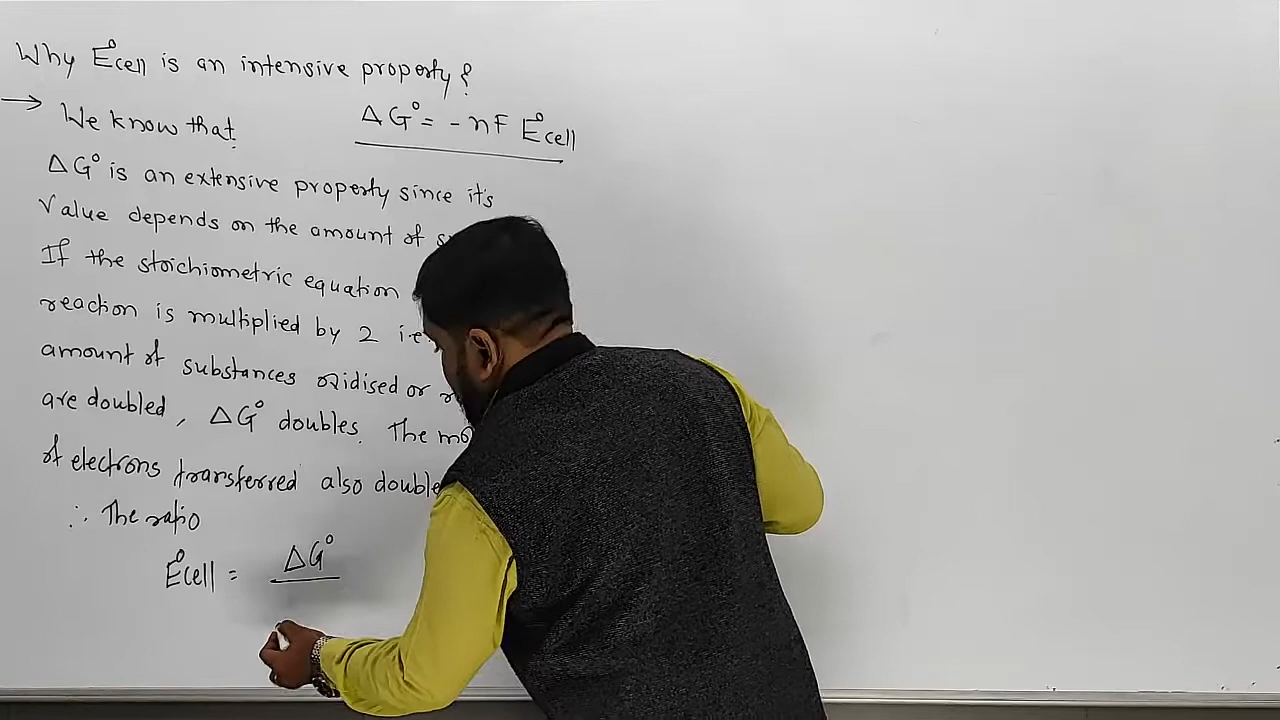 Why E°cell is an intensive property?
→ We know that ΔG° = - nF E°cell
ΔG° is an extensive property since it's
value depends on the amount of
If the stoichiometric equation
reaction is multiplied by 2
amount of substances oxidised or
are doubled, ΔG° doubles. The
of electrons transferred also double
∴ The ratio
E°cell = ΔG°